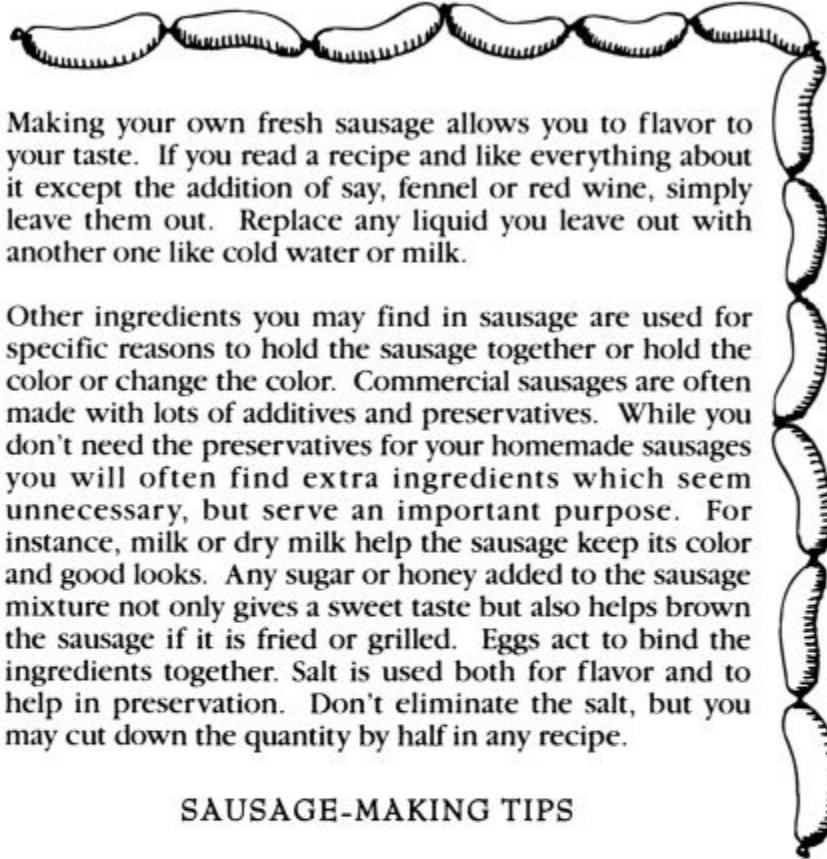 Making your own fresh sausage allows you to flavor to
your taste. If you read a recipe and like everything about
it except the addition of say, fennel or red wine, simply
leave them out. Replace any liquid you leave out with
another one like cold water or milk.
Other ingredients you may find in sausage are used for
specific reasons to hold the sausage together or hold the
color or change the color. Commercial sausages are often
made with lots of additives and preservatives. While you
don't need the preservatives for your homemade sausages
you will often find extra ingredients which seem
unnecessary, but serve an important purpose. For
instance, milk or dry milk help the sausage keep its color
and good looks. Any sugar or honey added to the sausage
mixture not only gives a sweet taste but also helps brown
the sausage if it is fried or grilled. Eggs act to bind the
ingredients together. Salt is used both for flavor and to
help in preservation. Don't eliminate the salt, but you
may cut down the quantity by half in any recipe.
SAUSAGE-MAKING TIPS